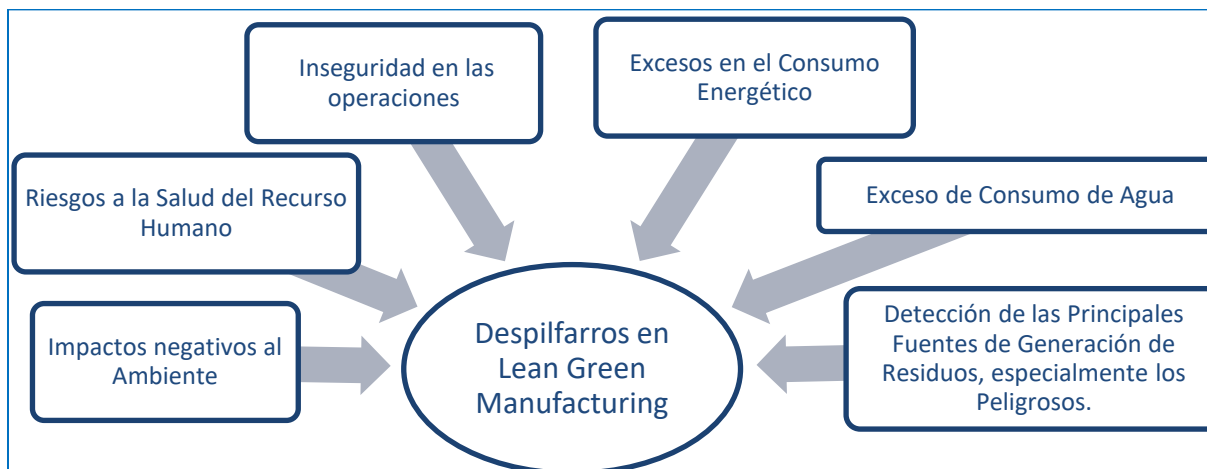 Inseguridad en las
operaciones
Excesos en el Consumo
Energético
Riesgos a la Salud del Recurso
Humano
Exceso de Consumo de Agua
Impactos negativos al
Ambiente
Despilfarros en
Lean Green
Manufacturing
Detección de las Principales
Fuentes de Generación de
Residuos, especialmente los
Peligrosos.